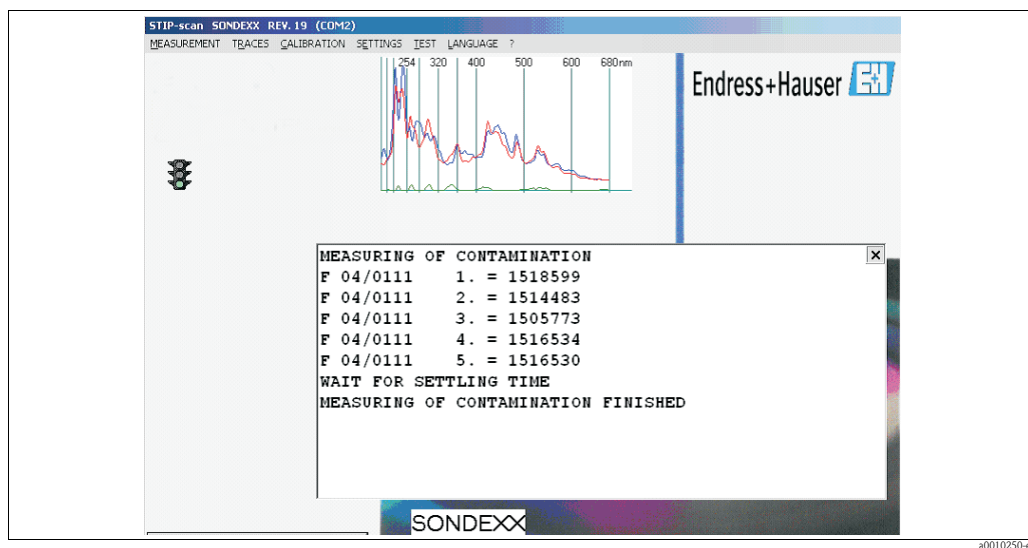 STIP-scan SONDEXX REV. 19 (COM2)
MEASUREMENT TRACES CALIBRATION SETTINGS TEST LANGUAGE ?
254 320 400 500 600 680nm
Endress+Hauser EH
MEASURING OF CONTAMINATION
F 04/0111 1. = 1518599
F 04/0111 2. = 1514483
F 04/0111 3. = 1505773
F 04/0111 4. = 1516534
F 04/0111 5. = 1516530
WAIT FOR SETTLING TIME
MEASURING OF CONTAMINATION FINISHED
SONDEXX